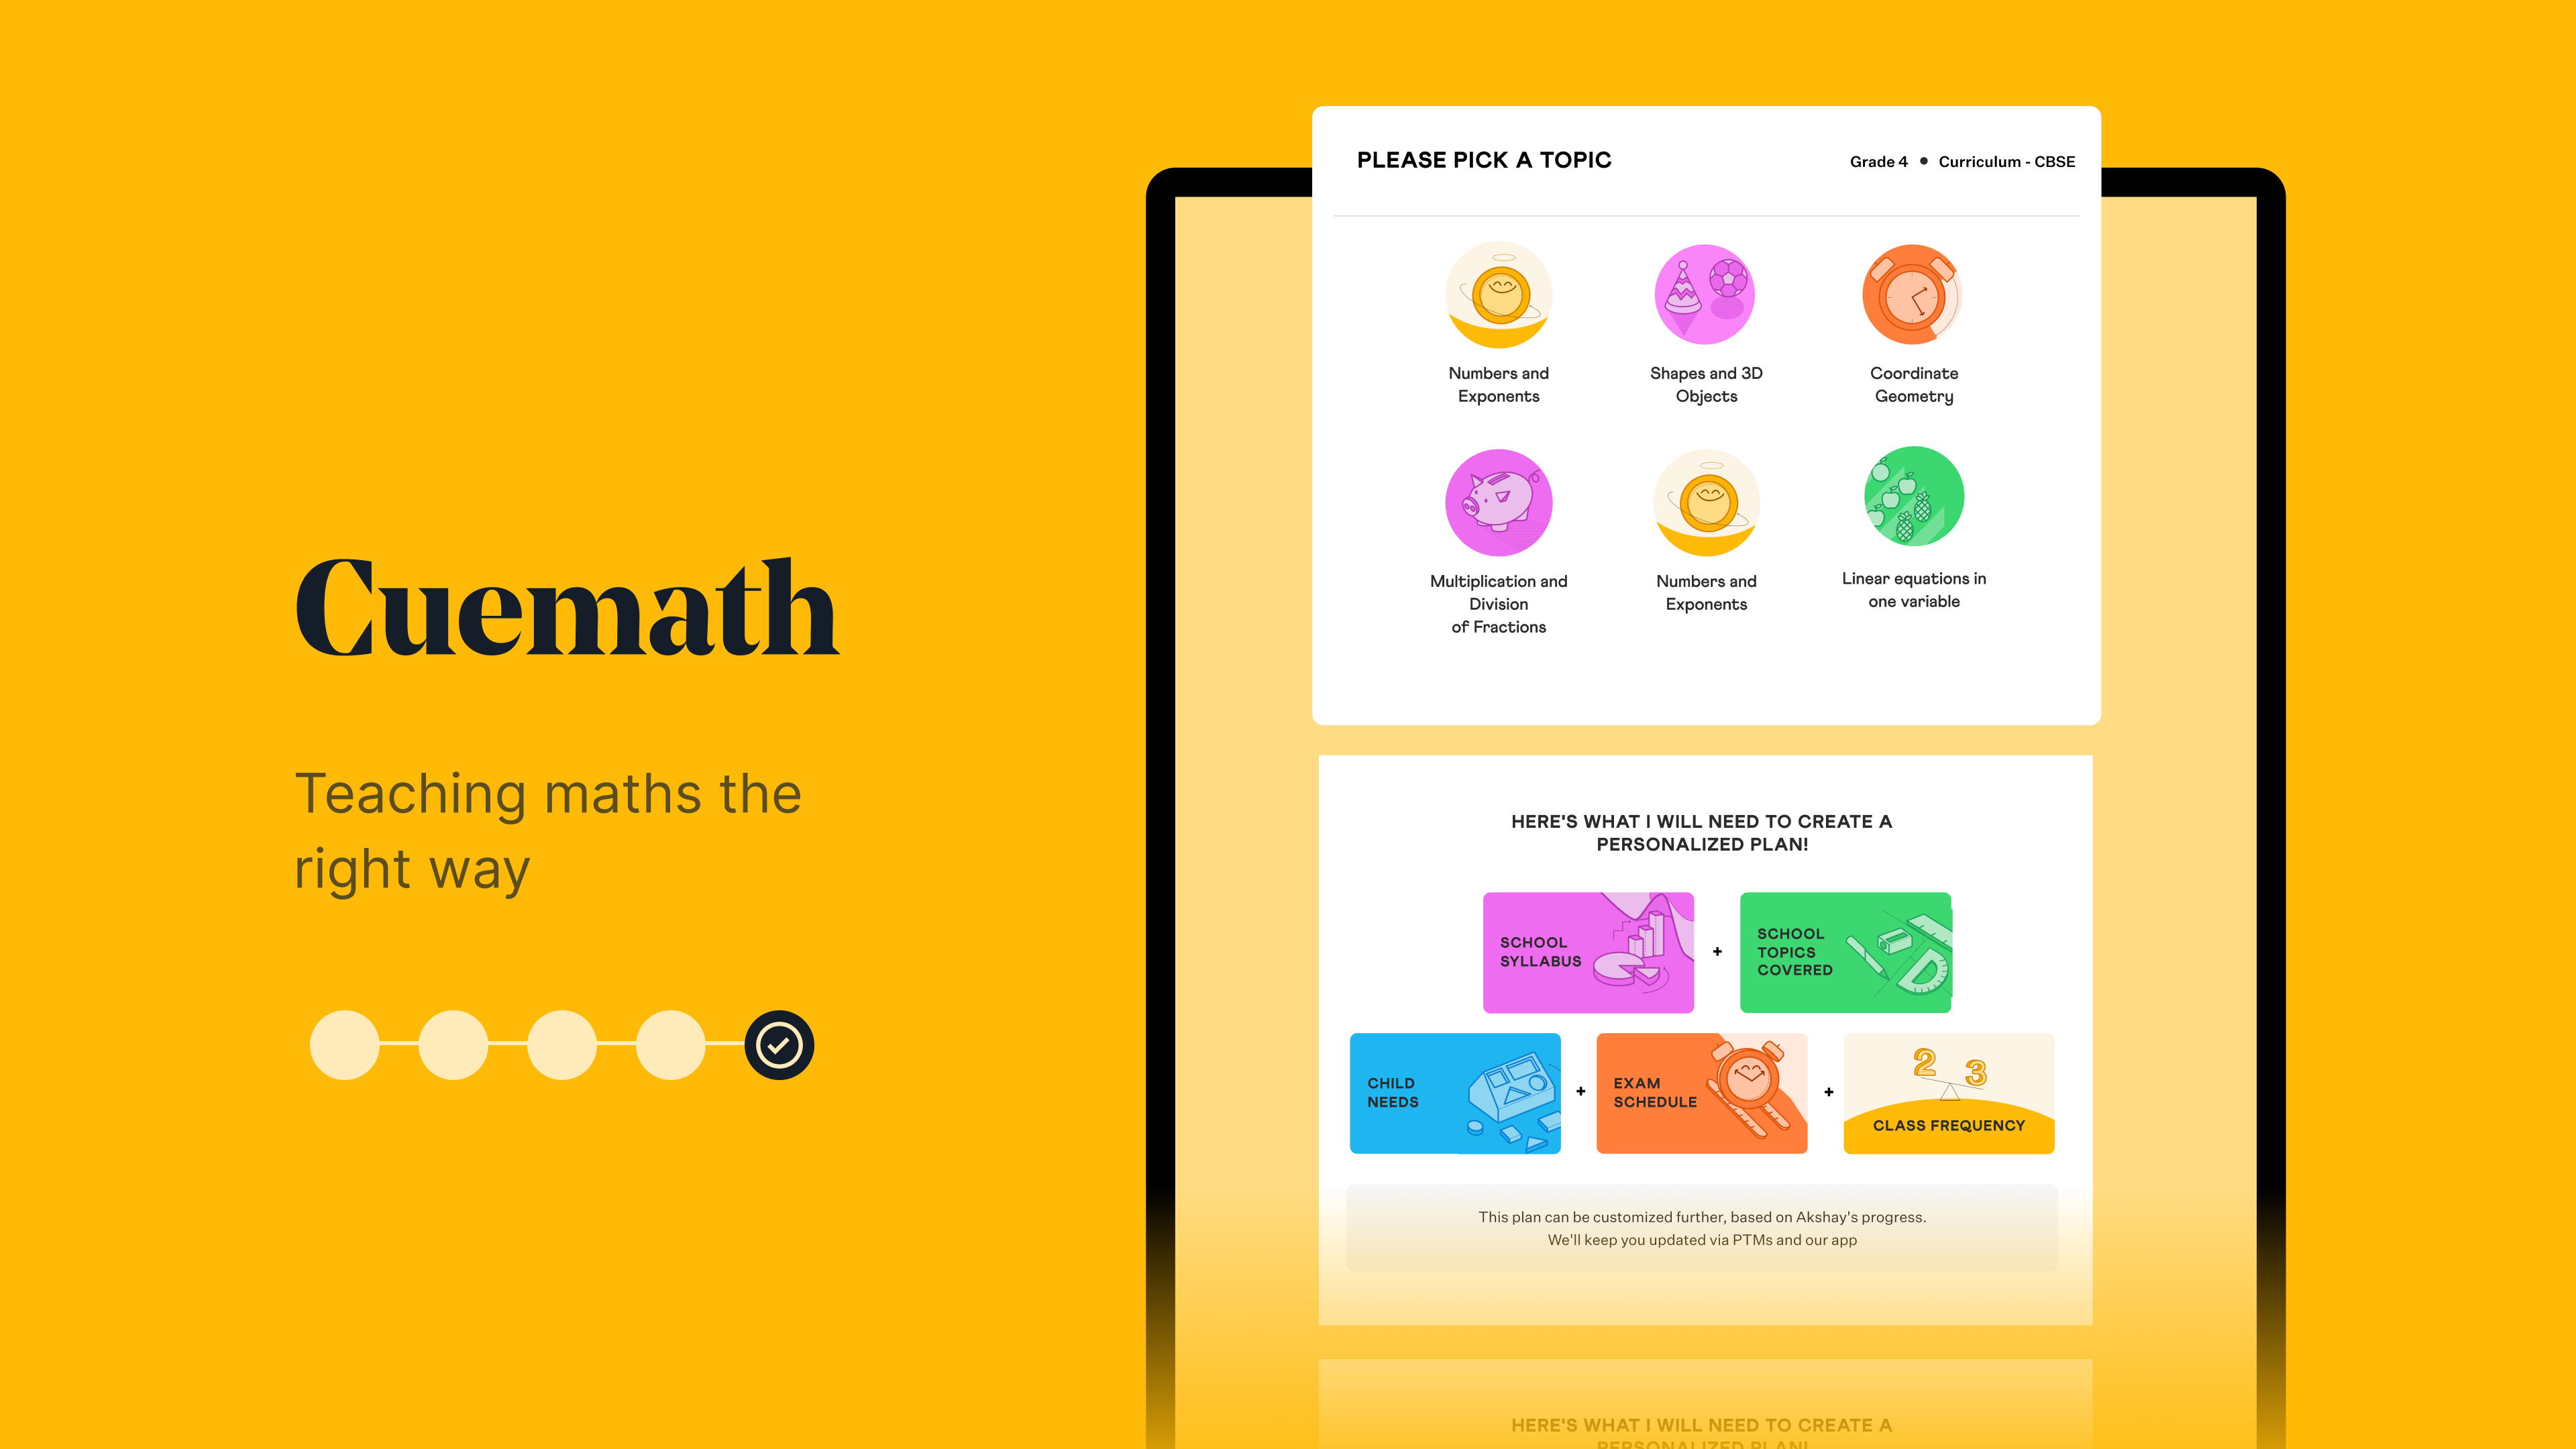 Cuemath
Teaching maths the
right way
PLEASE PICK A TOPIC
Grade 4 • Curriculum - CBSE
Numbers and
Exponents
Shapes and 3D
Objects
Coordinate
Geometry
Multiplication and
Division
of Fractions
Numbers and
Exponents
Linear equations in
one variable
HERE'S WHAT I WILL NEED TO CREATE A
PERSONALIZED PLAN!
SCHOOL
SYLLABUS
+
SCHOOL
TOPICS
COVERED
CHILD
NEEDS
+
EXAM
SCHEDULE
+
2 3
CLASS FREQUENCY
This plan can be customized further, based on Akshay's progress.
We'll keep you updated via PTMs and our app
HERE'S WHAT I WILL NEED TO CREATE A
PERSONALIZED PLAN!